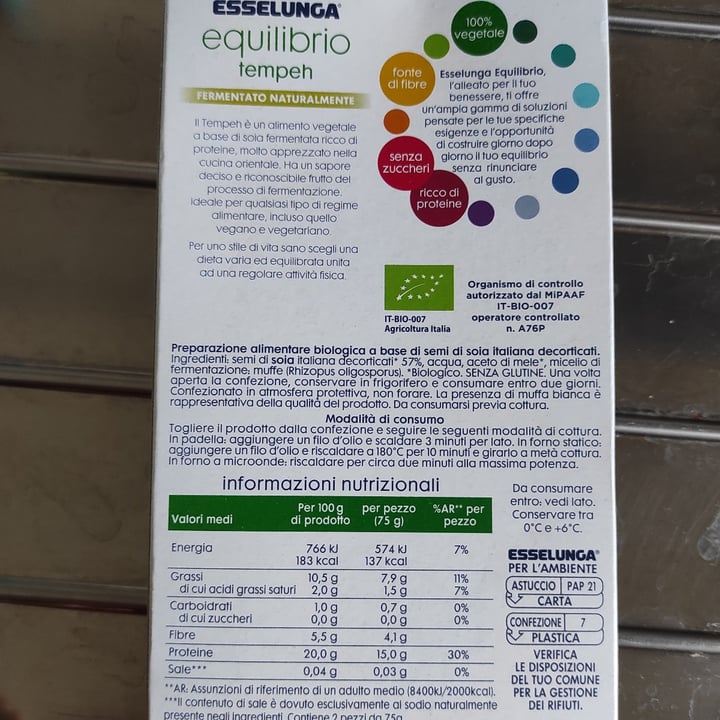 ESSELUNGA®
equilibrio
tempeh
FERMENTATO NATURALMENTE
Il Tempeh è un alimento vegetale
a base di soia fermentata ricco di
proteine, molto apprezzato nella
cucina orientale. Ha un sapore
deciso e riconoscibile frutto del
processo di fermentazione.
Ideale per qualsiasi tipo di regime
alimentare, incluso quello
vegano e vegetariano.
Per uno stile di vita sano scegli una
dieta varia ed equilibrata unita
ad una regolare attività fisica.
100%
vegetale
fonte
di fibre
senza
zuccheri
ricco di
proteine
Esselunga Equilibrio,
l'alleato per il tuo
benessere, ti offre
un'ampia gamma di soluzioni
pensate per le tue specifiche
esigenze e l'opportunità
di costruire giorno dopo
giorno il tuo equilibrio
senza rinunciare
al gusto.
IT-BIO-007
Agricoltura Italia
Organismo di controllo
autorizzato dal MiPAAF
IT-BIO-007
operatore controllato
n. A76P
Preparazione alimentare biologica a base di semi di soia italiana decorticati.
Ingredienti: semi di soia italiana decorticati* 57%, acqua, aceto di mele*, micelio di
fermentazione: muffe (Rhizopus oligosporus). *Biologico. SENZA GLUTINE. Una volta
aperta la confezione, conservare in frigorifero e consumare entro due giorni.
Confezionato in atmosfera protettiva, non forare. La presenza di muffa bianca è
rappresentativa della qualità del prodotto. Da consumarsi previa cottura.
Modalità di consumo
Togliere il prodotto dalla confezione e seguire le seguenti modalità di cottura.
In padella: aggiungere un filo d'olio e scaldare 3 minuti per lato. In forno statico:
aggiungere un filo d'olio e riscaldare a 180°C per 10 minuti e girarlo a metà cottura.
In forno a microonde: riscaldare per circa due minuti alla massima potenza.
informazioni nutrizionali
Valori medi Per 100 g di prodotto per pezzo (75 g) %AR** per pezzo
Energia 766 kJ 574 kJ 7%
183 kcal 137 kcal
Grassi 10,5 g 7,9 g 11%
di cui acidi grassi saturi 2,0 g 1,5 g 7%
Carboidrati 1,0 g 0,7 g 0%
di cui zuccheri 0,0 g 0,0 g 0%
Fibre 5,5 g 4,1 g
Proteine 20,0 g 15,0 g 30%
Sale*** 0,04 g 0,03 g 0%
**AR: Assunzioni di riferimento di un adulto medio (8400kJ/2000kcal).
***Il contenuto di sale è dovuto esclusivamente al sodio naturalmente
presente negli ingredienti. Contiene 2 pezzi da 75g.
Da consumare
entro: vedi lato.
Conservare tra
0°C e +6°C.
ESSELUNGA®
PER L'AMBIENTE
ASTUCCIO PAP 21
CARTA
CONFEZIONE 7
PLASTICA
VERIFICA
LE DISPOSIZIONI
DEL TUO COMUNE
PER LA GESTIONE
DEI RIFIUTI.